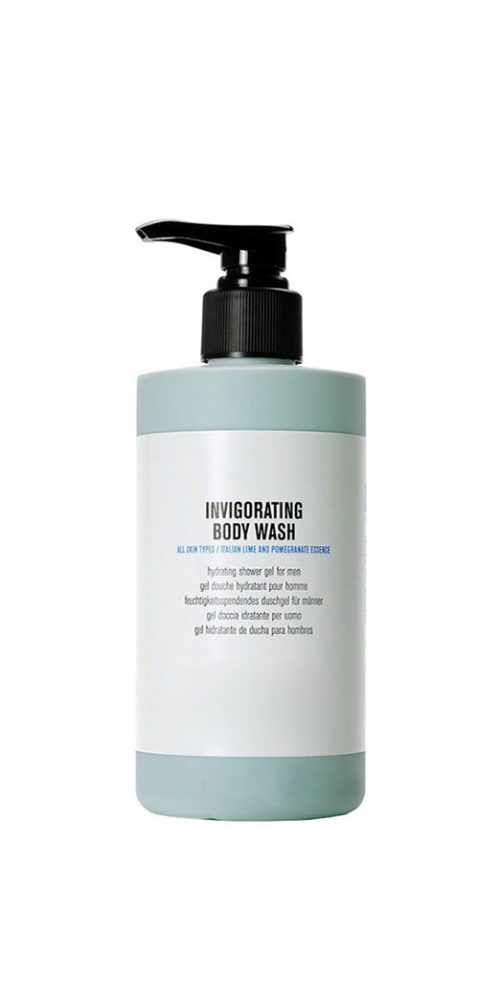 INVIGORATING
BODY WASH
ALL SKIN TYPES / ITALIAN LIME AND POMEGRANATE ESSENCE
hydrating shower gel for men
gel douche hydratant pour homme
feuchtigkeitsspendendes duschgel für männer
gel doccia idratante per uomo
gel hidratante de ducha para hombres